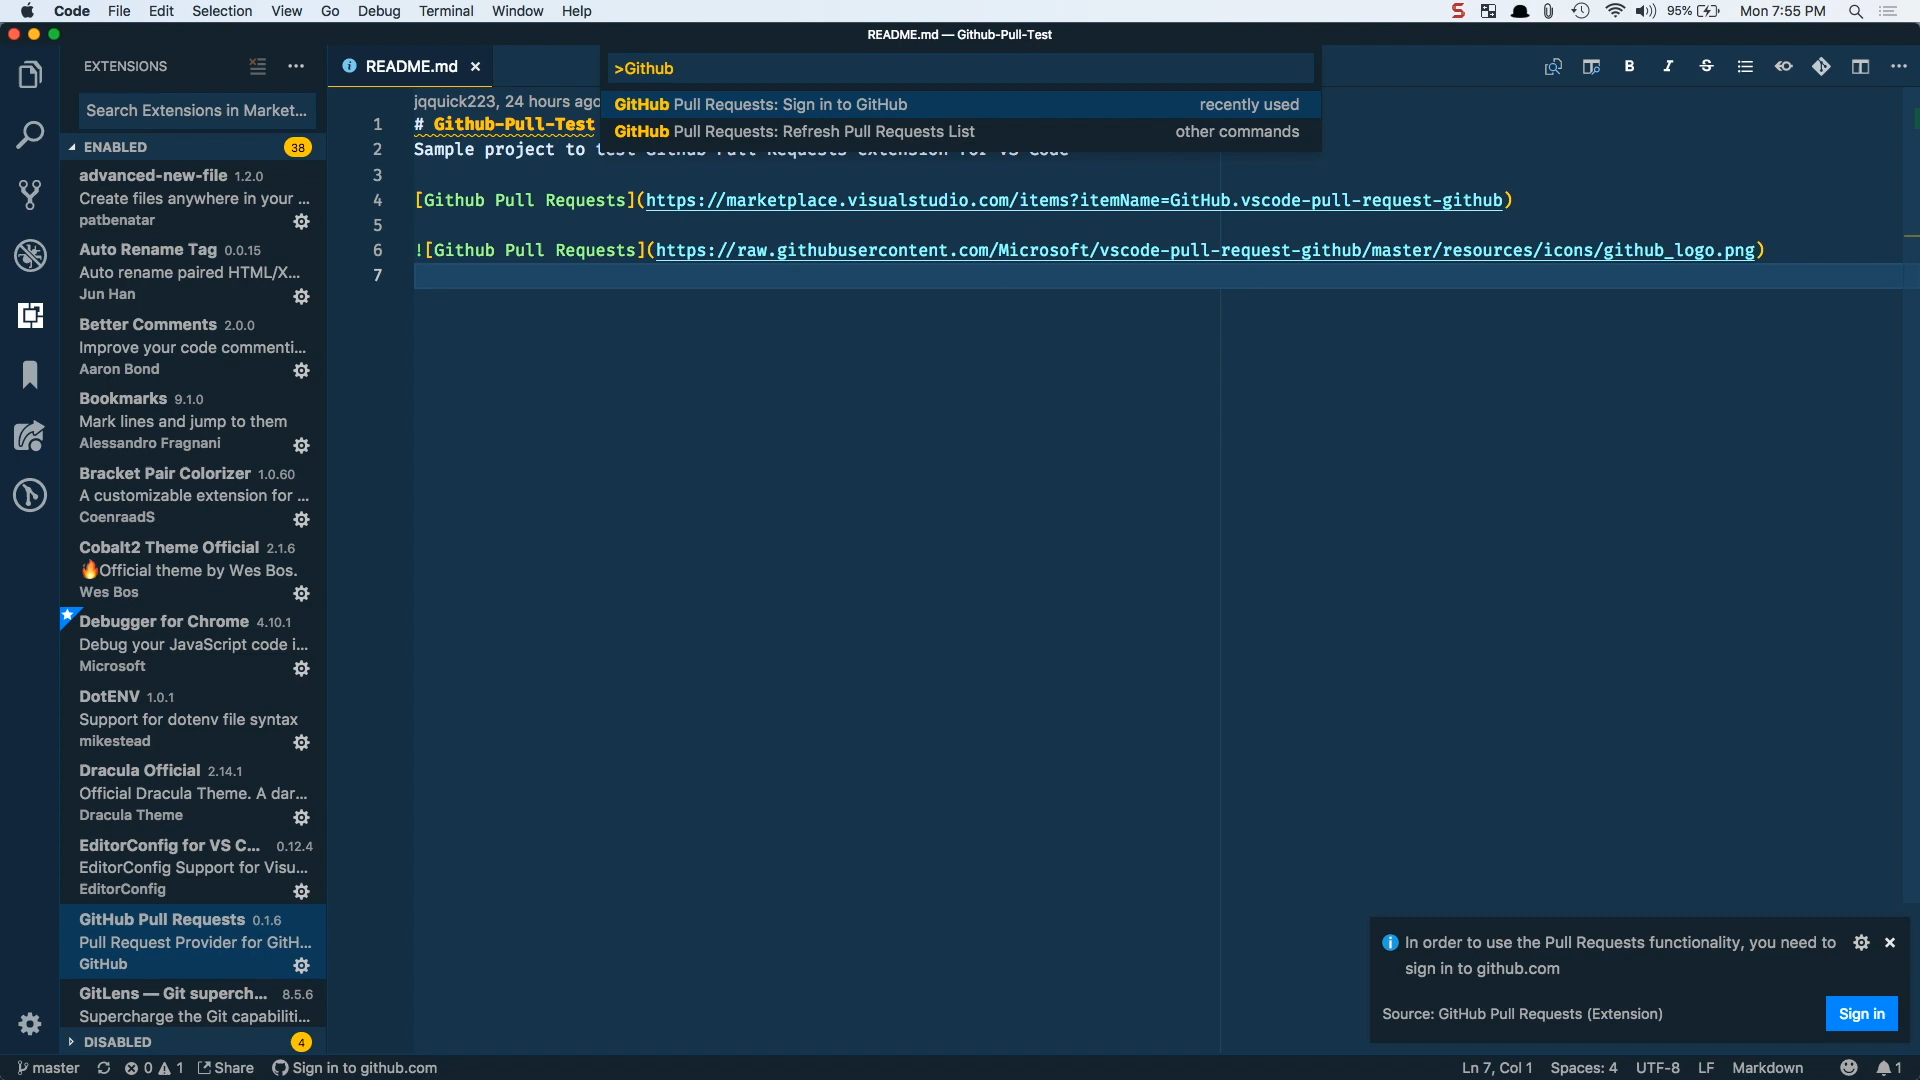 Code File Edit Selection View Go Debug Terminal Window Help 95% Mon 7:55 PM
README.md — Github-Pull-Test
EXTENSIONS
README.md
>Github
Search Extensions in Market...
jqquick223, 24 hours ago
GitHub Pull Requests: Sign in to GitHub recently used
GitHub Pull Requests: Refresh Pull Requests List other commands
1 # Github-Pull-Test
2 Sample project to test Github Pull Requests extension for VS Code
3
4 [Github Pull Requests](https://marketplace.visualstudio.com/items?itemName=GitHub.vscode-pull-request-github)
5
6 ![Github Pull Requests](https://raw.githubusercontent.com/Microsoft/vscode-pull-request-github/master/resources/icons/github_logo.png)
7
ENABLED 38
advanced-new-file 1.2.0
Create files anywhere in your ...
patbenatar
Auto Rename Tag 0.0.15
Auto rename paired HTML/X...
Jun Han
Better Comments 2.0.0
Improve your code commenti...
Aaron Bond
Bookmarks 9.1.0
Mark lines and jump to them
Alessandro Fragnani
Bracket Pair Colorizer 1.0.60
A customizable extension for ...
CoenraadS
Cobalt2 Theme Official 2.1.6
🔥Official theme by Wes Bos.
Wes Bos
Debugger for Chrome 4.10.1
Debug your JavaScript code i...
Microsoft
DotENV 1.0.1
Support for dotenv file syntax
mikestead
Dracula Official 2.14.1
Official Dracula Theme. A dar...
Dracula Theme
EditorConfig for VS C... 0.12.4
EditorConfig Support for Visu...
EditorConfig
GitHub Pull Requests 0.1.6
Pull Request Provider for GitH...
GitHub
GitLens — Git superch... 8.5.6
Supercharge the Git capabiliti...
DISABLED 4
In order to use the Pull Requests functionality, you need to
sign in to github.com
Source: GitHub Pull Requests (Extension) Sign in
master 0 1 Share Sign in to github.com Ln 7, Col 1 Spaces: 4 UTF-8 LF Markdown 1